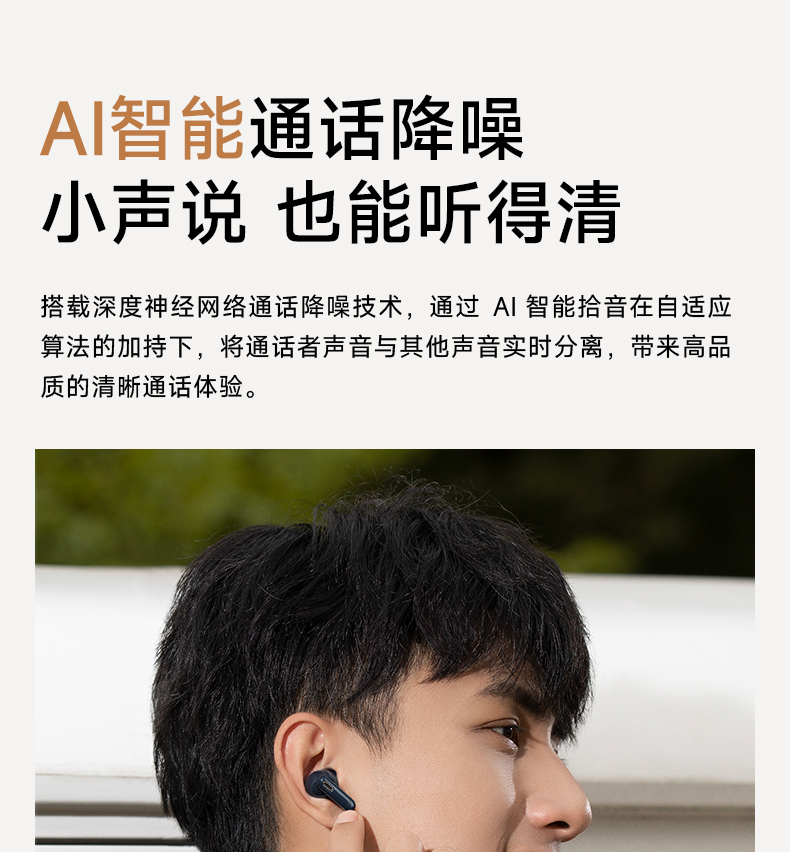 AI智能通话降噪
小声说 也能听得清
搭载深度神经网络通话降噪技术，通过 AI 智能拾音在自适应
算法的加持下，将通话者声音与其他声音实时分离，带来高品
质的清晰通话体验。